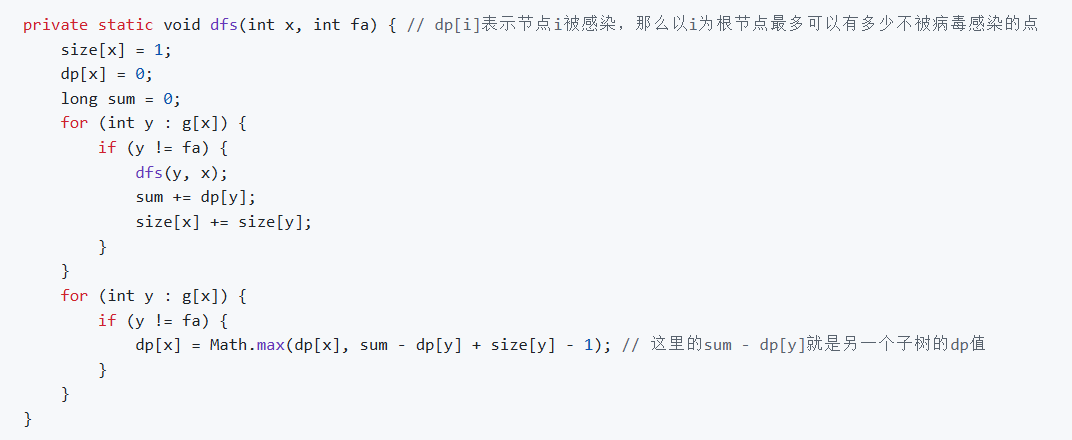 private static void dfs(int x, int fa) { // dp[i]表示节点i被感染，那么以i为根节点最多可以有多少不被病毒感染的点
    size[x] = 1;
    dp[x] = 0;
    long sum = 0;
    for (int y : g[x]) {
        if (y != fa) {
            dfs(y, x);
            sum += dp[y];
            size[x] += size[y];
        }
    }
    for (int y : g[x]) {
        if (y != fa) {
            dp[x] = Math.max(dp[x], sum - dp[y] + size[y] - 1); // 这里的sum - dp[y]就是另一个子树的dp值
        }
    }
}